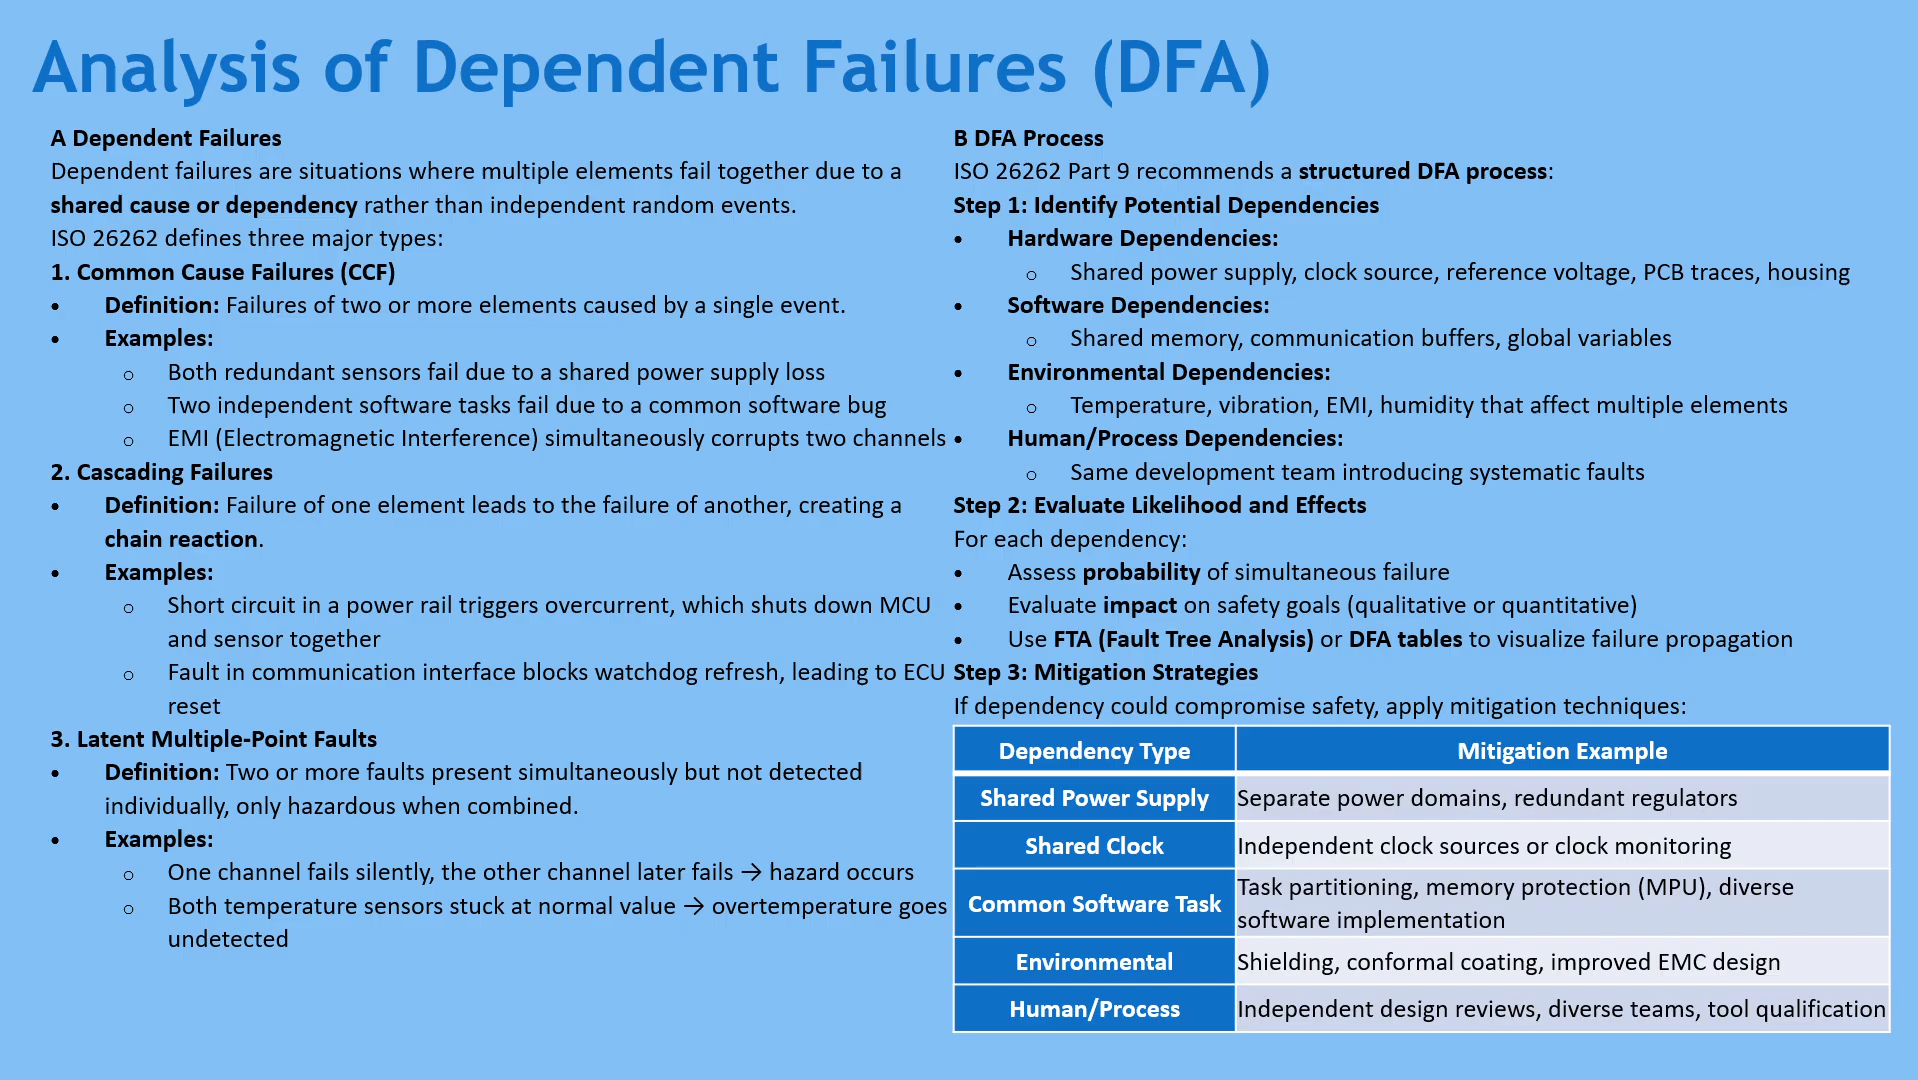 Analysis of Dependent Failures (DFA)
A Dependent Failures
Dependent failures are situations where multiple elements fail together due to a
shared cause or dependency rather than independent random events.
ISO 26262 defines three major types:
1. Common Cause Failures (CCF)
• Definition: Failures of two or more elements caused by a single event.
• Examples:
o Both redundant sensors fail due to a shared power supply loss
o Two independent software tasks fail due to a common software bug
o EMI (Electromagnetic Interference) simultaneously corrupts two channels
2. Cascading Failures
• Definition: Failure of one element leads to the failure of another, creating a
chain reaction.
• Examples:
o Short circuit in a power rail triggers overcurrent, which shuts down MCU
and sensor together
o Fault in communication interface blocks watchdog refresh, leading to ECU
reset
3. Latent Multiple-Point Faults
• Definition: Two or more faults present simultaneously but not detected
individually, only hazardous when combined.
• Examples:
o One channel fails silently, the other channel later fails → hazard occurs
o Both temperature sensors stuck at normal value → overtemperature goes
undetected
B DFA Process
ISO 26262 Part 9 recommends a structured DFA process:
Step 1: Identify Potential Dependencies
• Hardware Dependencies:
o Shared power supply, clock source, reference voltage, PCB traces, housing
• Software Dependencies:
o Shared memory, communication buffers, global variables
• Environmental Dependencies:
o Temperature, vibration, EMI, humidity that affect multiple elements
• Human/Process Dependencies:
o Same development team introducing systematic faults
Step 2: Evaluate Likelihood and Effects
For each dependency:
• Assess probability of simultaneous failure
• Evaluate impact on safety goals (qualitative or quantitative)
• Use FTA (Fault Tree Analysis) or DFA tables to visualize failure propagation
Step 3: Mitigation Strategies
If dependency could compromise safety, apply mitigation techniques:
Dependency Type Mitigation Example
Shared Power Supply Separate power domains, redundant regulators
Shared Clock Independent clock sources or clock monitoring
Common Software Task Task partitioning, memory protection (MPU), diverse
software implementation
Environmental Shielding, conformal coating, improved EMC design
Human/Process Independent design reviews, diverse teams, tool qualification